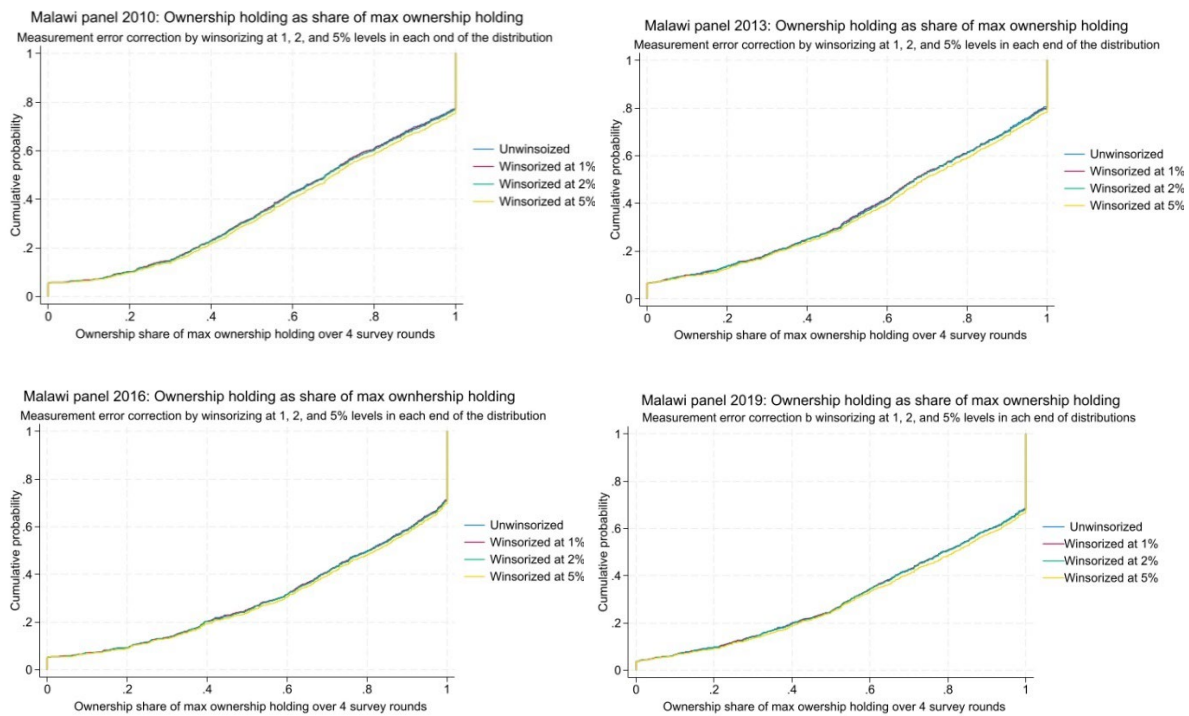 Malawi panel 2010: Ownership holding as share of max ownership holding
Measurement error correction by winsorizing at 1, 2, and 5% levels in each ond of the distribution
1
.8
.6
.4
.2
0
Cumulative probability
0 .2 .4 .6 .8 1
Ownership share of max ownership holding over 4 survey rounds
Unwinsoized
Winsorized at 1%
Winsorized at 2%
Winsorized at 5%
Malawi panel 2013: Ownership holding as share of max ownership holding
Measurement error correction by winsorizing at 1, 2, and 5% levels in each end of the distribution
1
.8
.6
.4
.2
0
Cumulative probability
0 .2 .4 .6 .8 1
Ownership share of max ownership holding over 4 survey rounds
Unwinsorized
Winsorized at 1%
Winsorized at 2%
Winsorized at 5%
Malawi panel 2016: Ownership holding as share of max ownhership holding
Measurement error correction by winsorizing at 1, 2, and 5% levels in each end of the distribution
1
.8
.6
.4
.2
0
Cumulative probability
0 .2 .4 .6 .8 1
Ownership share of max ownership holding over 4 survey rounds
Unwinsorized
Winsorized at 1%
Winsorized at 2%
Winsorized at 5%
Malawi panel 2019: Ownership holding as share of max ownership holding
Measurement error correction b winsorizing at 1, 2, and 5% levels in ach end of distributions
1
.8
.6
.4
.2
0
Cumulative probability
0 .2 .4 .6 .8 1
Ownership share of max owership holding over 4 survey rounds
Unwinsorized
Winsorized at 1%
Winsorized at 2%
Winsorized at 5%